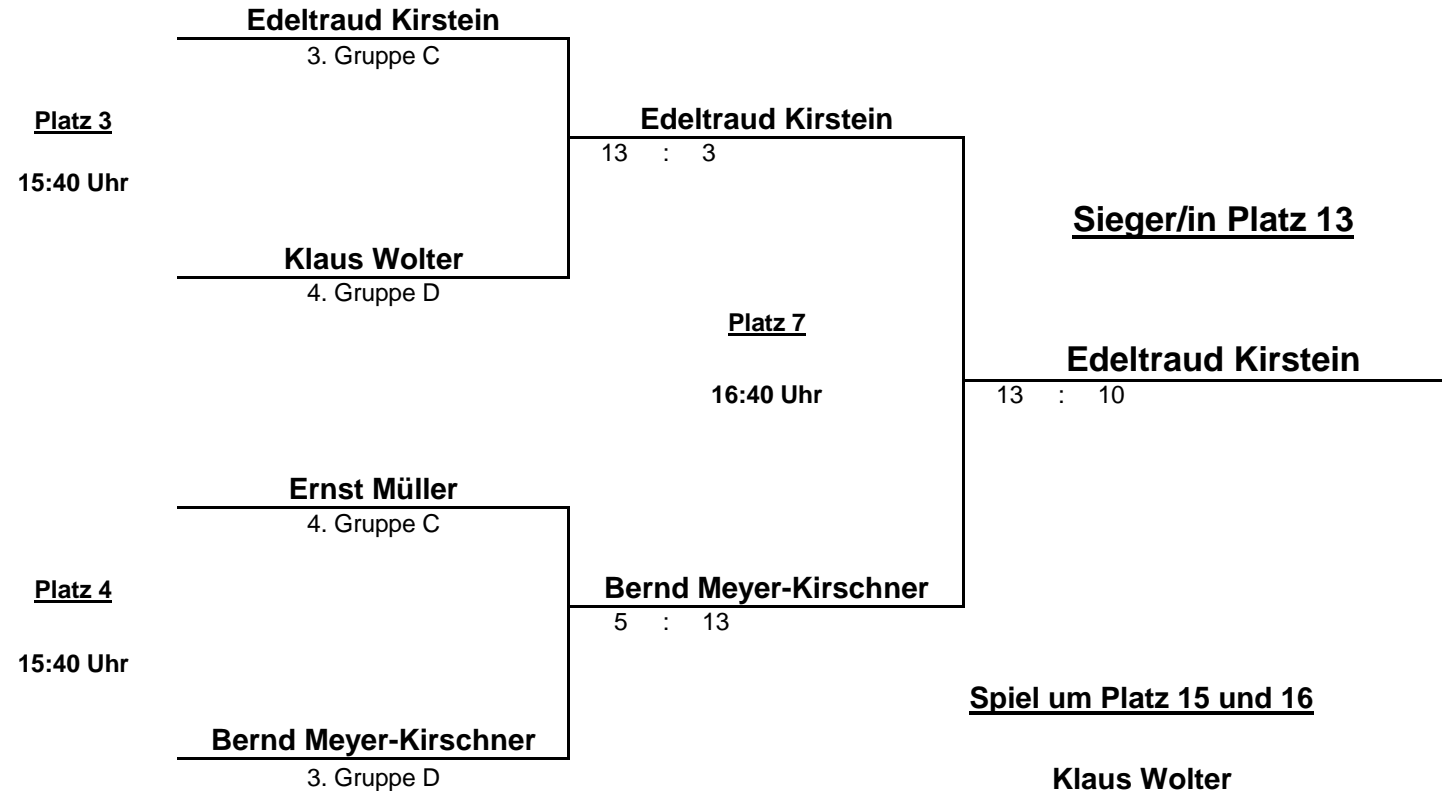 Edeltraud Kirstein
3. Gruppe C
Platz 3
Edeltraud Kirstein
13 : 3
15:40 Uhr
Sieger/in Platz 13
Klaus Wolter
4. Gruppe D
Platz 7
Edeltraud Kirstein
16:40 Uhr
13 : 10
Ernst Müller
4. Gruppe C
Platz 4
Bernd Meyer-Kirschner
5 : 13
15:40 Uhr
Spiel um Platz 15 und 16
Bernd Meyer-Kirschner
3. Gruppe D
Klaus Wolter